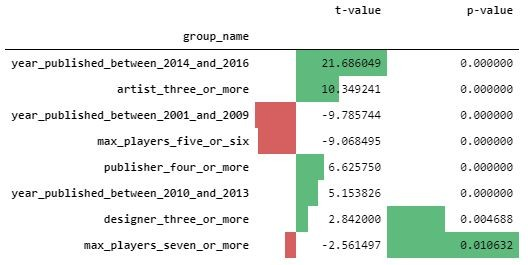 t-value p-value
group_name
year_published_between_2014_and_2016 21.686049 0.000000
artist_three_or_more 10.349241 0.000000
year_published_between_2001_and_2009 -9.785744 0.000000
max_players_five_or_six -9.068495 0.000000
publisher_four_or_more 6.625750 0.000000
year_published_between_2010_and_2013 5.153826 0.000000
designer_three_or_more 2.842000 0.004688
max_players_seven_or_more -2.561497 0.010632